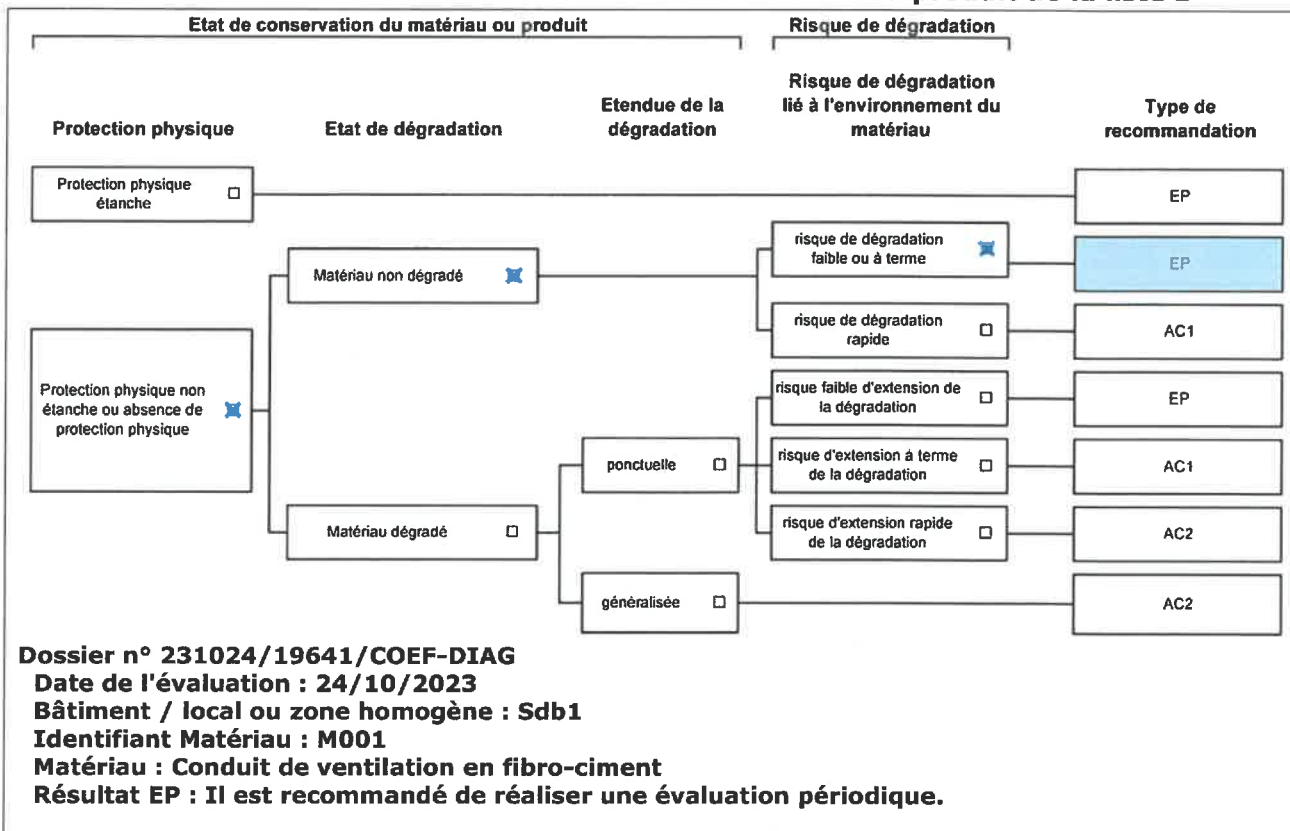 Etat de conservation du matériau ou produit
Risque de dégradation
Protection physique
Etat de dégradation
Etendue de la
dégradation
Risque de dégradation
lié à l'environnement du
matériau
Type de
recommandation
Protection physique
étanche
EP
Protection physique non
étanche ou absence de
protection physique
Matériau non dégradé
risque de dégradation
faible ou à terme
EP
risque de dégradation
rapide
AC1
Matériau dégradé
ponctuelle
risque faible d'extension de
la dégradation
EP
risque d'extension à terme
de la dégradation
AC1
risque d'extension rapide
de la dégradation
AC2
généralisée
AC2
Dossier n° 231024/19641/COEF-DIAG
Date de l'évaluation : 24/10/2023
Bâtiment / local ou zone homogène : Sdb1
Identifiant Matériau : M001
Matériau : Conduit de ventilation en fibro-ciment
Résultat EP : Il est recommandé de réaliser une évaluation périodique.